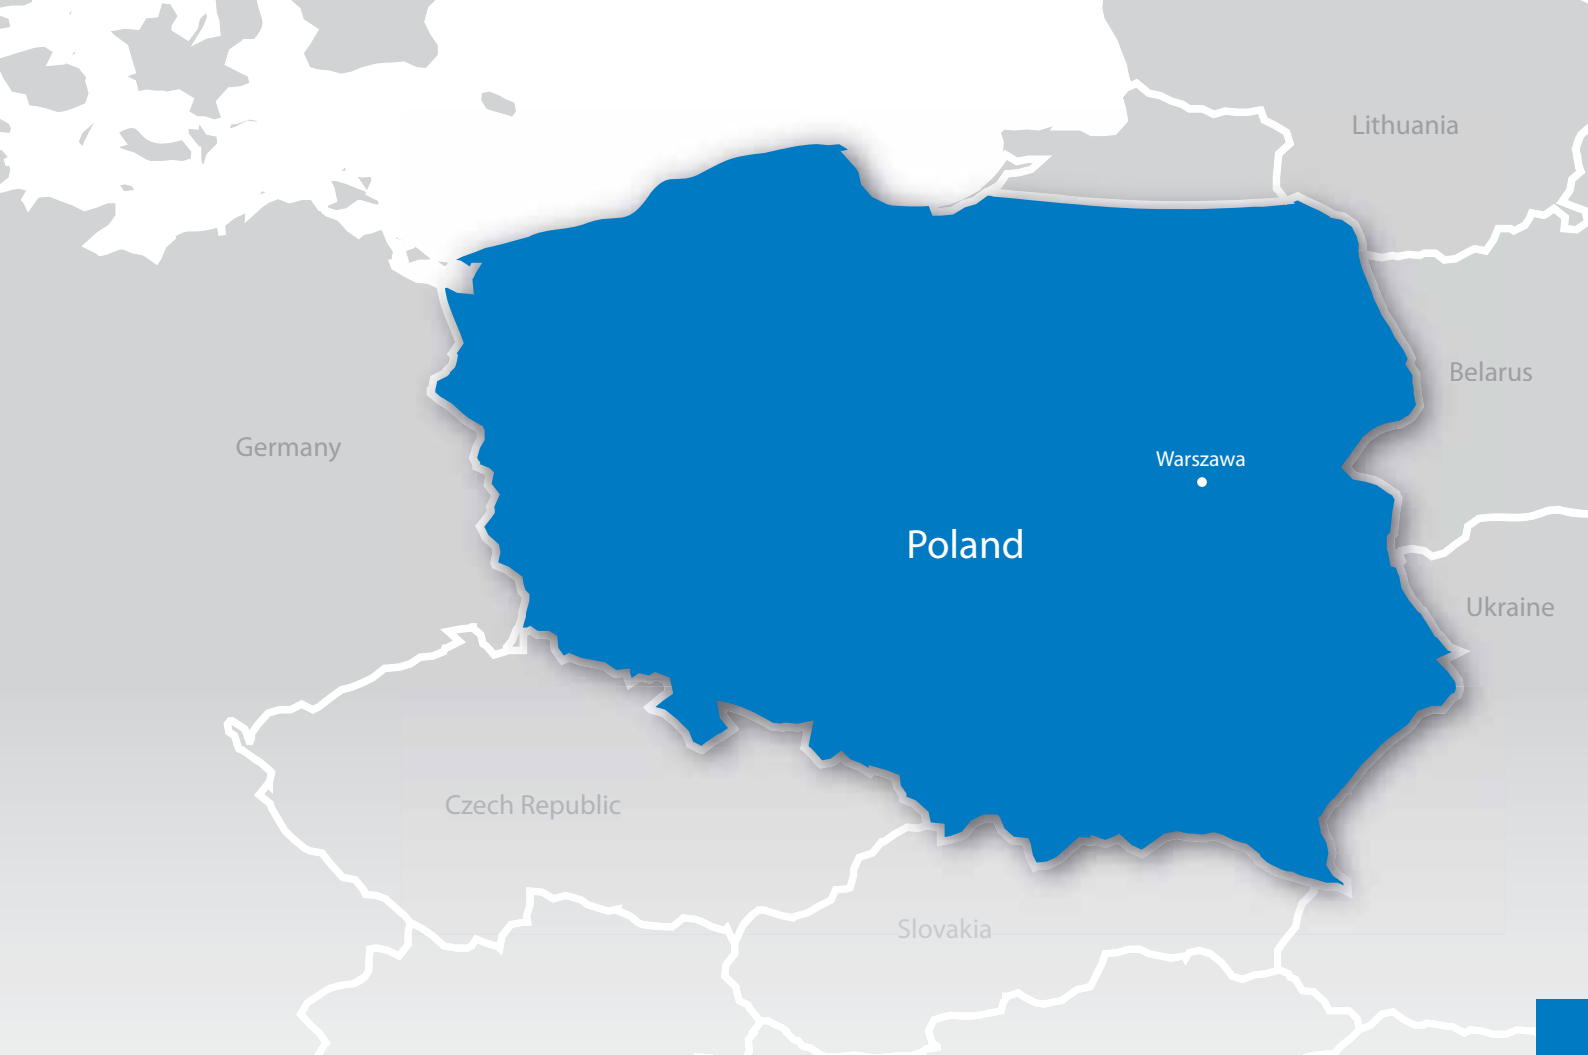 Lithuania
Belarus
Germany
Warszawa
Poland
Ukraine
Czech Republic
Slovakia